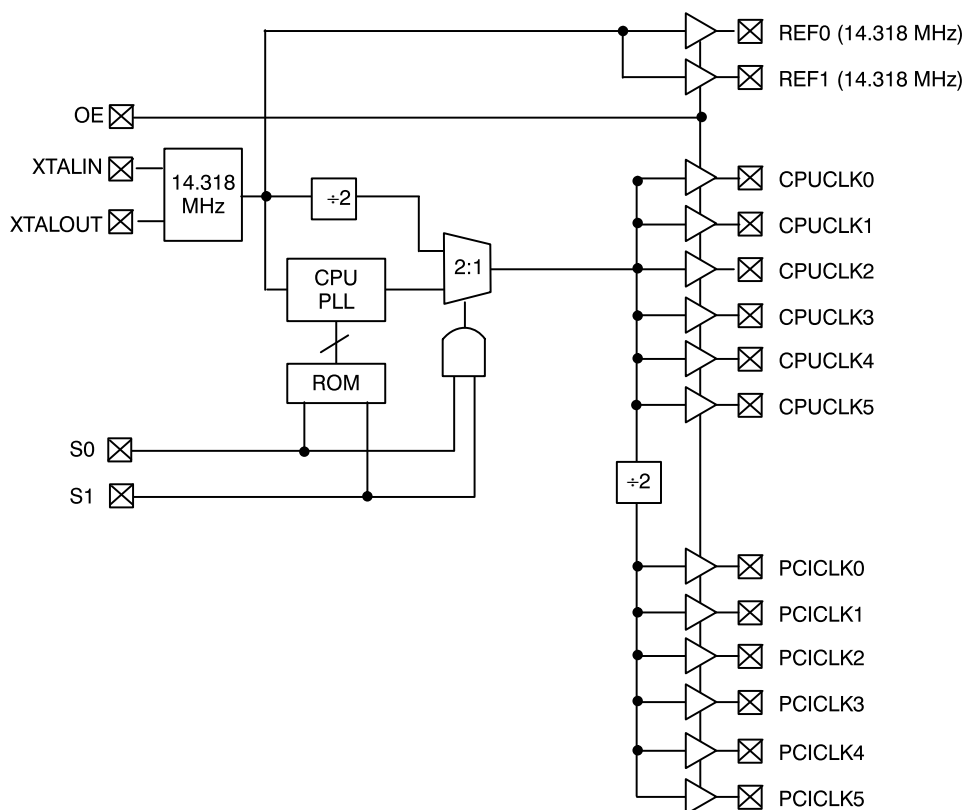 REF0 (14.318 MHz)
REF1 (14.318 MHz)
OE
XTALIN
XTALOUT
14.318
MHz
÷2
CPU
PLL
2:1
ROM
S0
S1
CPUCLK0
CPUCLK1
CPUCLK2
CPUCLK3
CPUCLK4
CPUCLK5
÷2
PCICLK0
PCICLK1
PCICLK2
PCICLK3
PCICLK4
PCICLK5